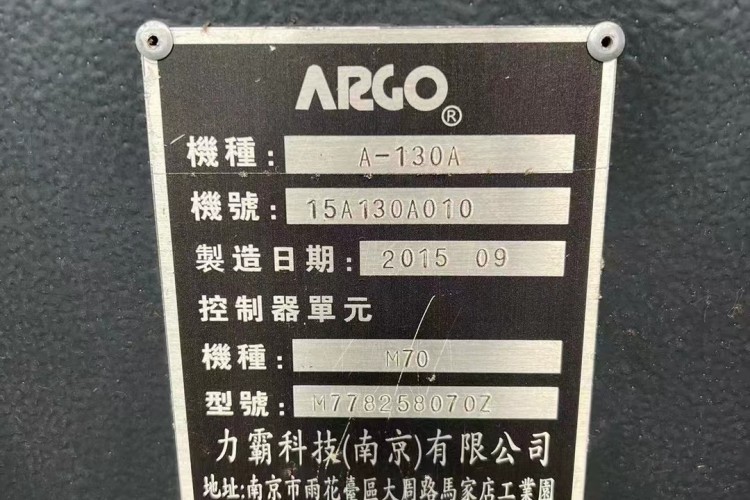 ARGO®
機種: A-130A
機號: 15A130A010
製造日期: 2015 09
控制器單元
機種: M70
型號: M778258070Z
力霸科技(南京)有限公司
地址:南京市雨花臺區大周路馬家店工業園